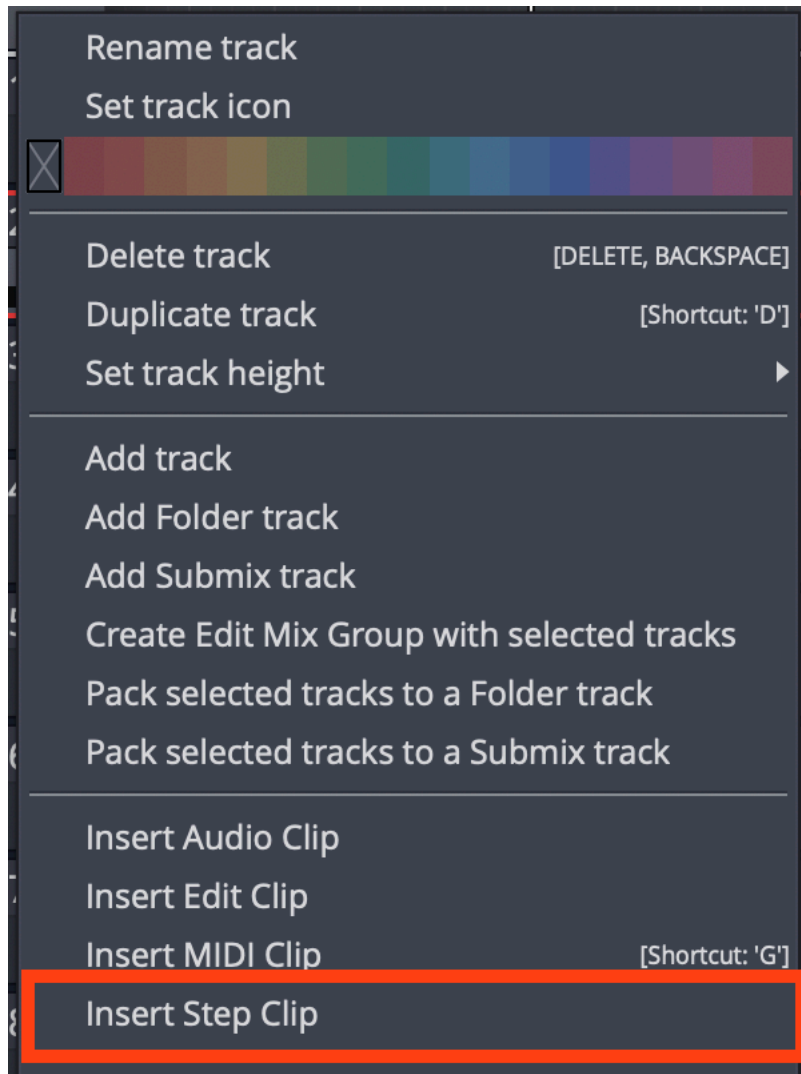 Rename track
Set track icon
Delete track [DELETE, BACKSPACE]
Duplicate track [Shortcut: 'D']
Set track height
Add track
Add Folder track
Add Submix track
Create Edit Mix Group with selected tracks
Pack selected tracks to a Folder track
Pack selected tracks to a Submix track
Insert Audio Clip
Insert Edit Clip
Insert MIDI Clip [Shortcut: 'G']
Insert Step Clip